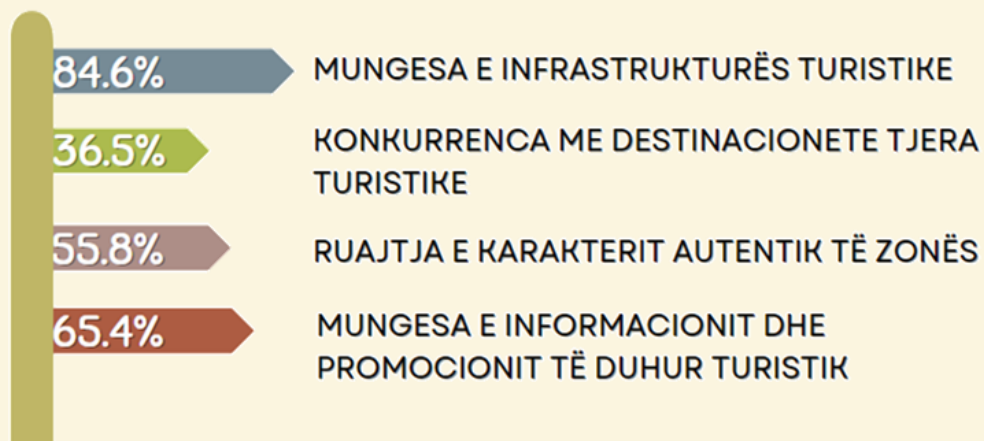 84.6% MUNGESA E INFRASTRUKTURËS TURISTIKE
36.5% KONKURRENCA ME DESTINACIONETE TJERA
TURISTIKE
55.8% RUAJTJA E KARAKTERIT AUTENTIK TË ZONËS
65.4% MUNGESA E INFORMACIONIT DHE
PROMOCIONIT TË DUHUR TURISTIK